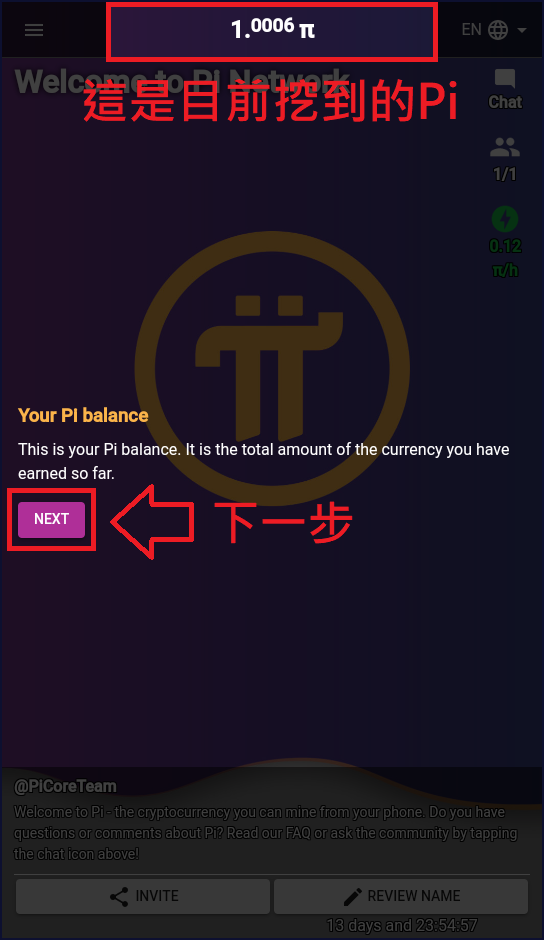 1.0006 π
EN
Welcome to Pi Network
這是目前挖到的Pi
Chat
1/1
0.12
π/h
Your Pi balance
This is your Pi balance. It is the total amount of the currency you have
earned so far.
NEXT
下一步
@PiCoreTeam
Welcome to Pi - the cryptocurrency you can mine from your phone. Do you have
questions or comments about Pi? Read our FAQ or ask the community by tapping
the chat icon above!
INVITE
REVIEW NAME
13 days and 23:54:57